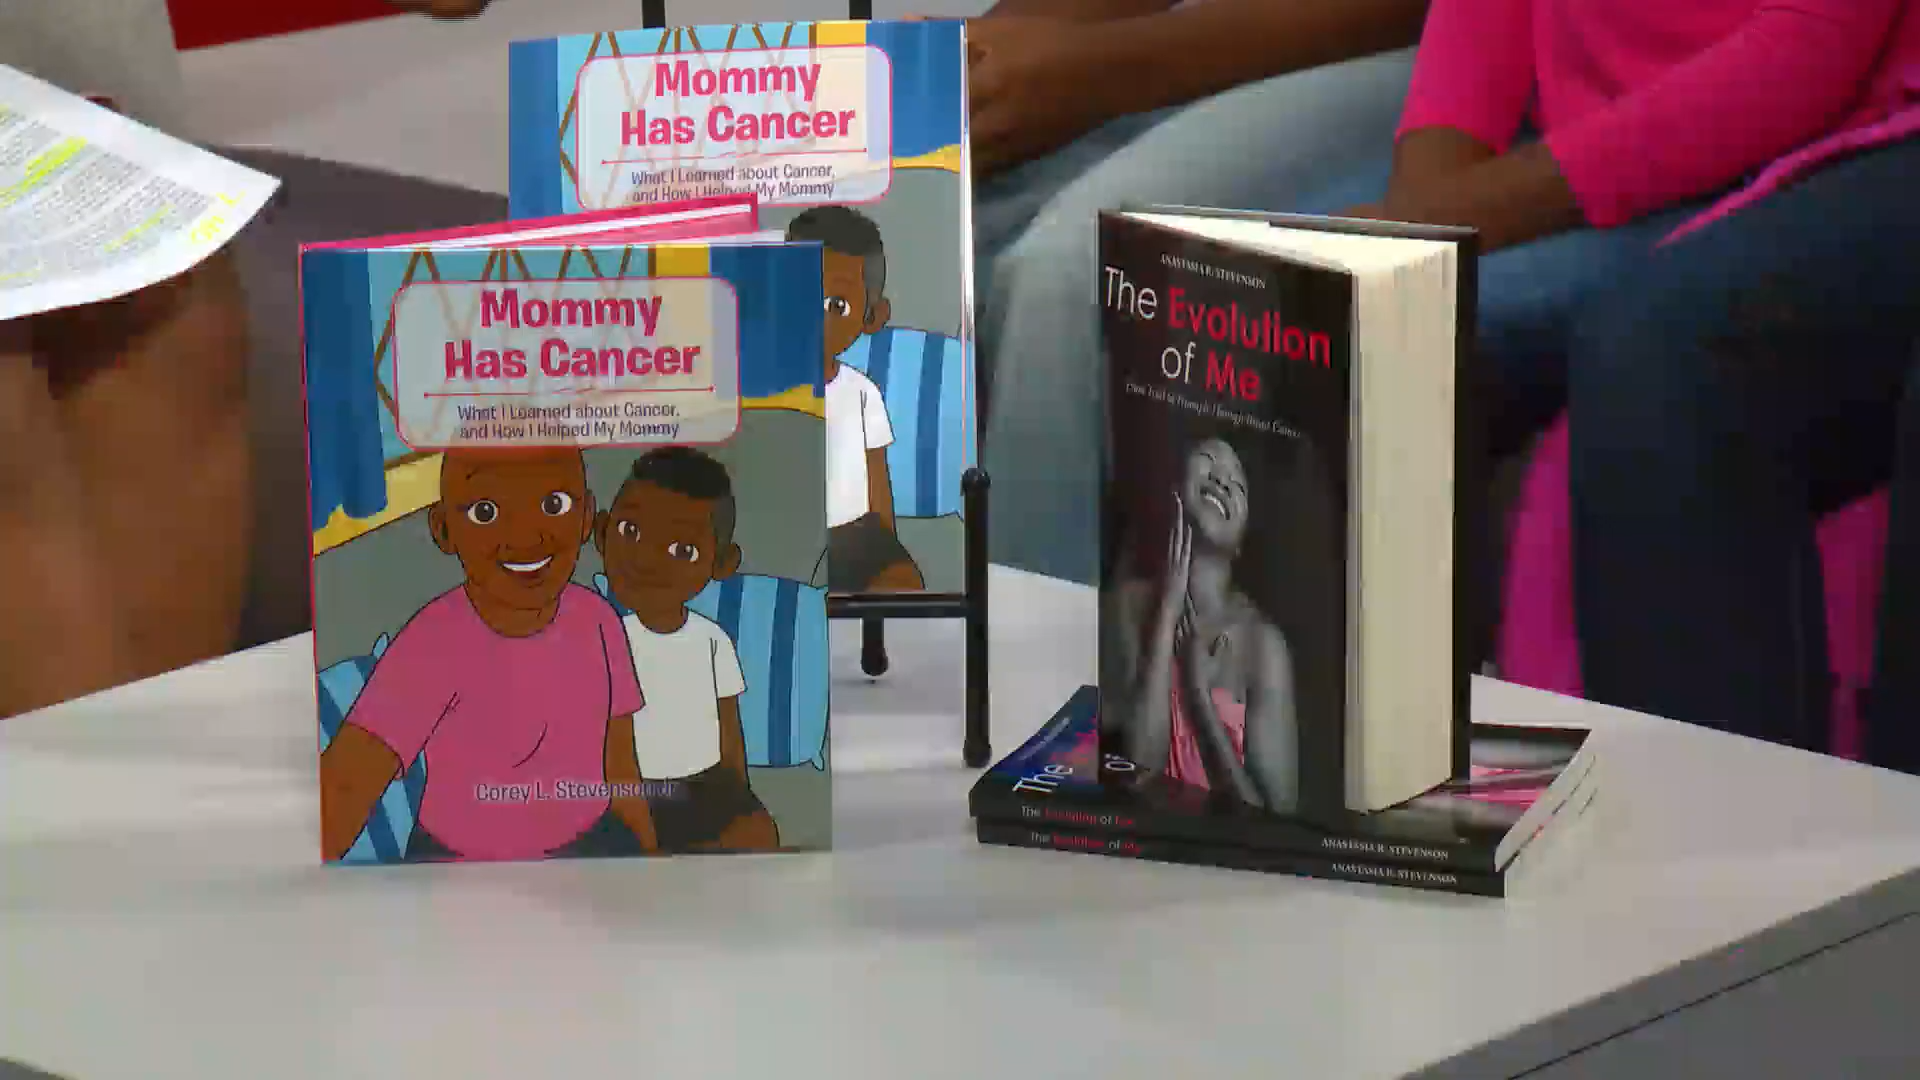 Mommy
Has Cancer
What I Learned about Cancer,
and How I Helped My Mommy
Mommy
Has Cancer
What I Learned about Cancer,
and How I Helped My Mommy
Corey L. Stevenson Jr
ANASTASIA R. STEVENSON
The Evolution
of Me
The
The Evolution of Me
ANASTASIA R. STEVENSON
The Evolution of Me
ANASTASIA R. STEVENSON